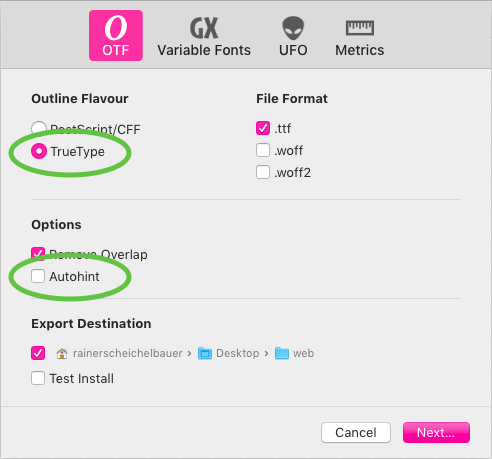 O GX
OTF Variable Fonts UFO Metrics
Outline Flavour File Format
PostScript/CFF .ttf
TrueType .woff
.woff2
Options
Remove Overlap
Autohint
Export Destination
rainerscheichelbauer › Desktop › web
Test Install
Cancel Next...